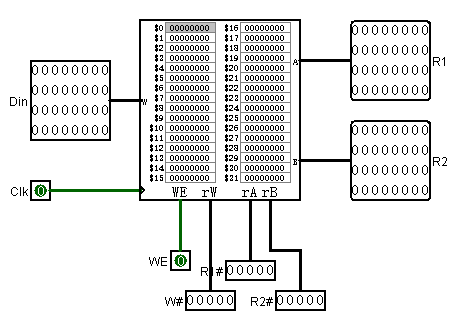 $0 00000000 $16 00000000
$1 00000000 $17 00000000
$2 00000000 $18 00000000
$3 00000000 $19 00000000
$4 00000000 $20 00000000
$5 00000000 $21 00000000
$6 00000000 $22 00000000
$7 00000000 $23 00000000
$8 00000000 $24 00000000
$9 00000000 $25 00000000
$10 00000000 $26 00000000
$11 00000000 $27 00000000
$12 00000000 $28 00000000
$13 00000000 $29 00000000
$14 00000000 $30 00000000
$15 00000000 $31 00000000
W
A
B
WE rW rA rB
Din
00000000
00000000
00000000
00000000
Clk 0
00000000
00000000
00000000
00000000
R1
00000000
00000000
00000000
00000000
R2
WE 0
R1# 00000
W# 00000
R2# 00000